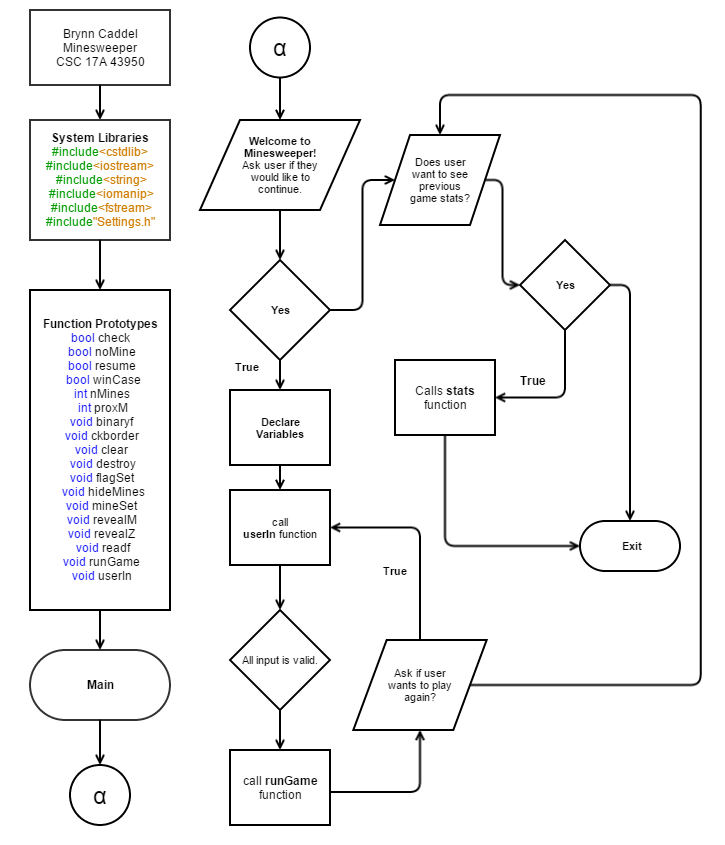 Brynn Caddel
Minesweeper
CSC 17A 43950
System Libraries
#include<cstdlib>
#include<iostream>
#include<string>
#include<iomanip>
#include<fstream>
#include"Settings.h"
Function Prototypes
bool check
bool noMine
bool resume
bool winCase
int nMines
int proxM
void binaryf
void ckborder
void clear
void destroy
void flagSet
void hideMines
void mineSet
void revealM
void revealZ
void readf
void runGame
void userIn
Main
α
α
Welcome to
Minesweeper!
Ask user if they
would like to
continue.
Yes
True
Declare
Variables
call
userIn function
All input is valid.
call runGame
function
Ask if user
wants to play
again?
True
Does user
want to see
previous
game stats?
Yes
True
Calls stats
function
Exit